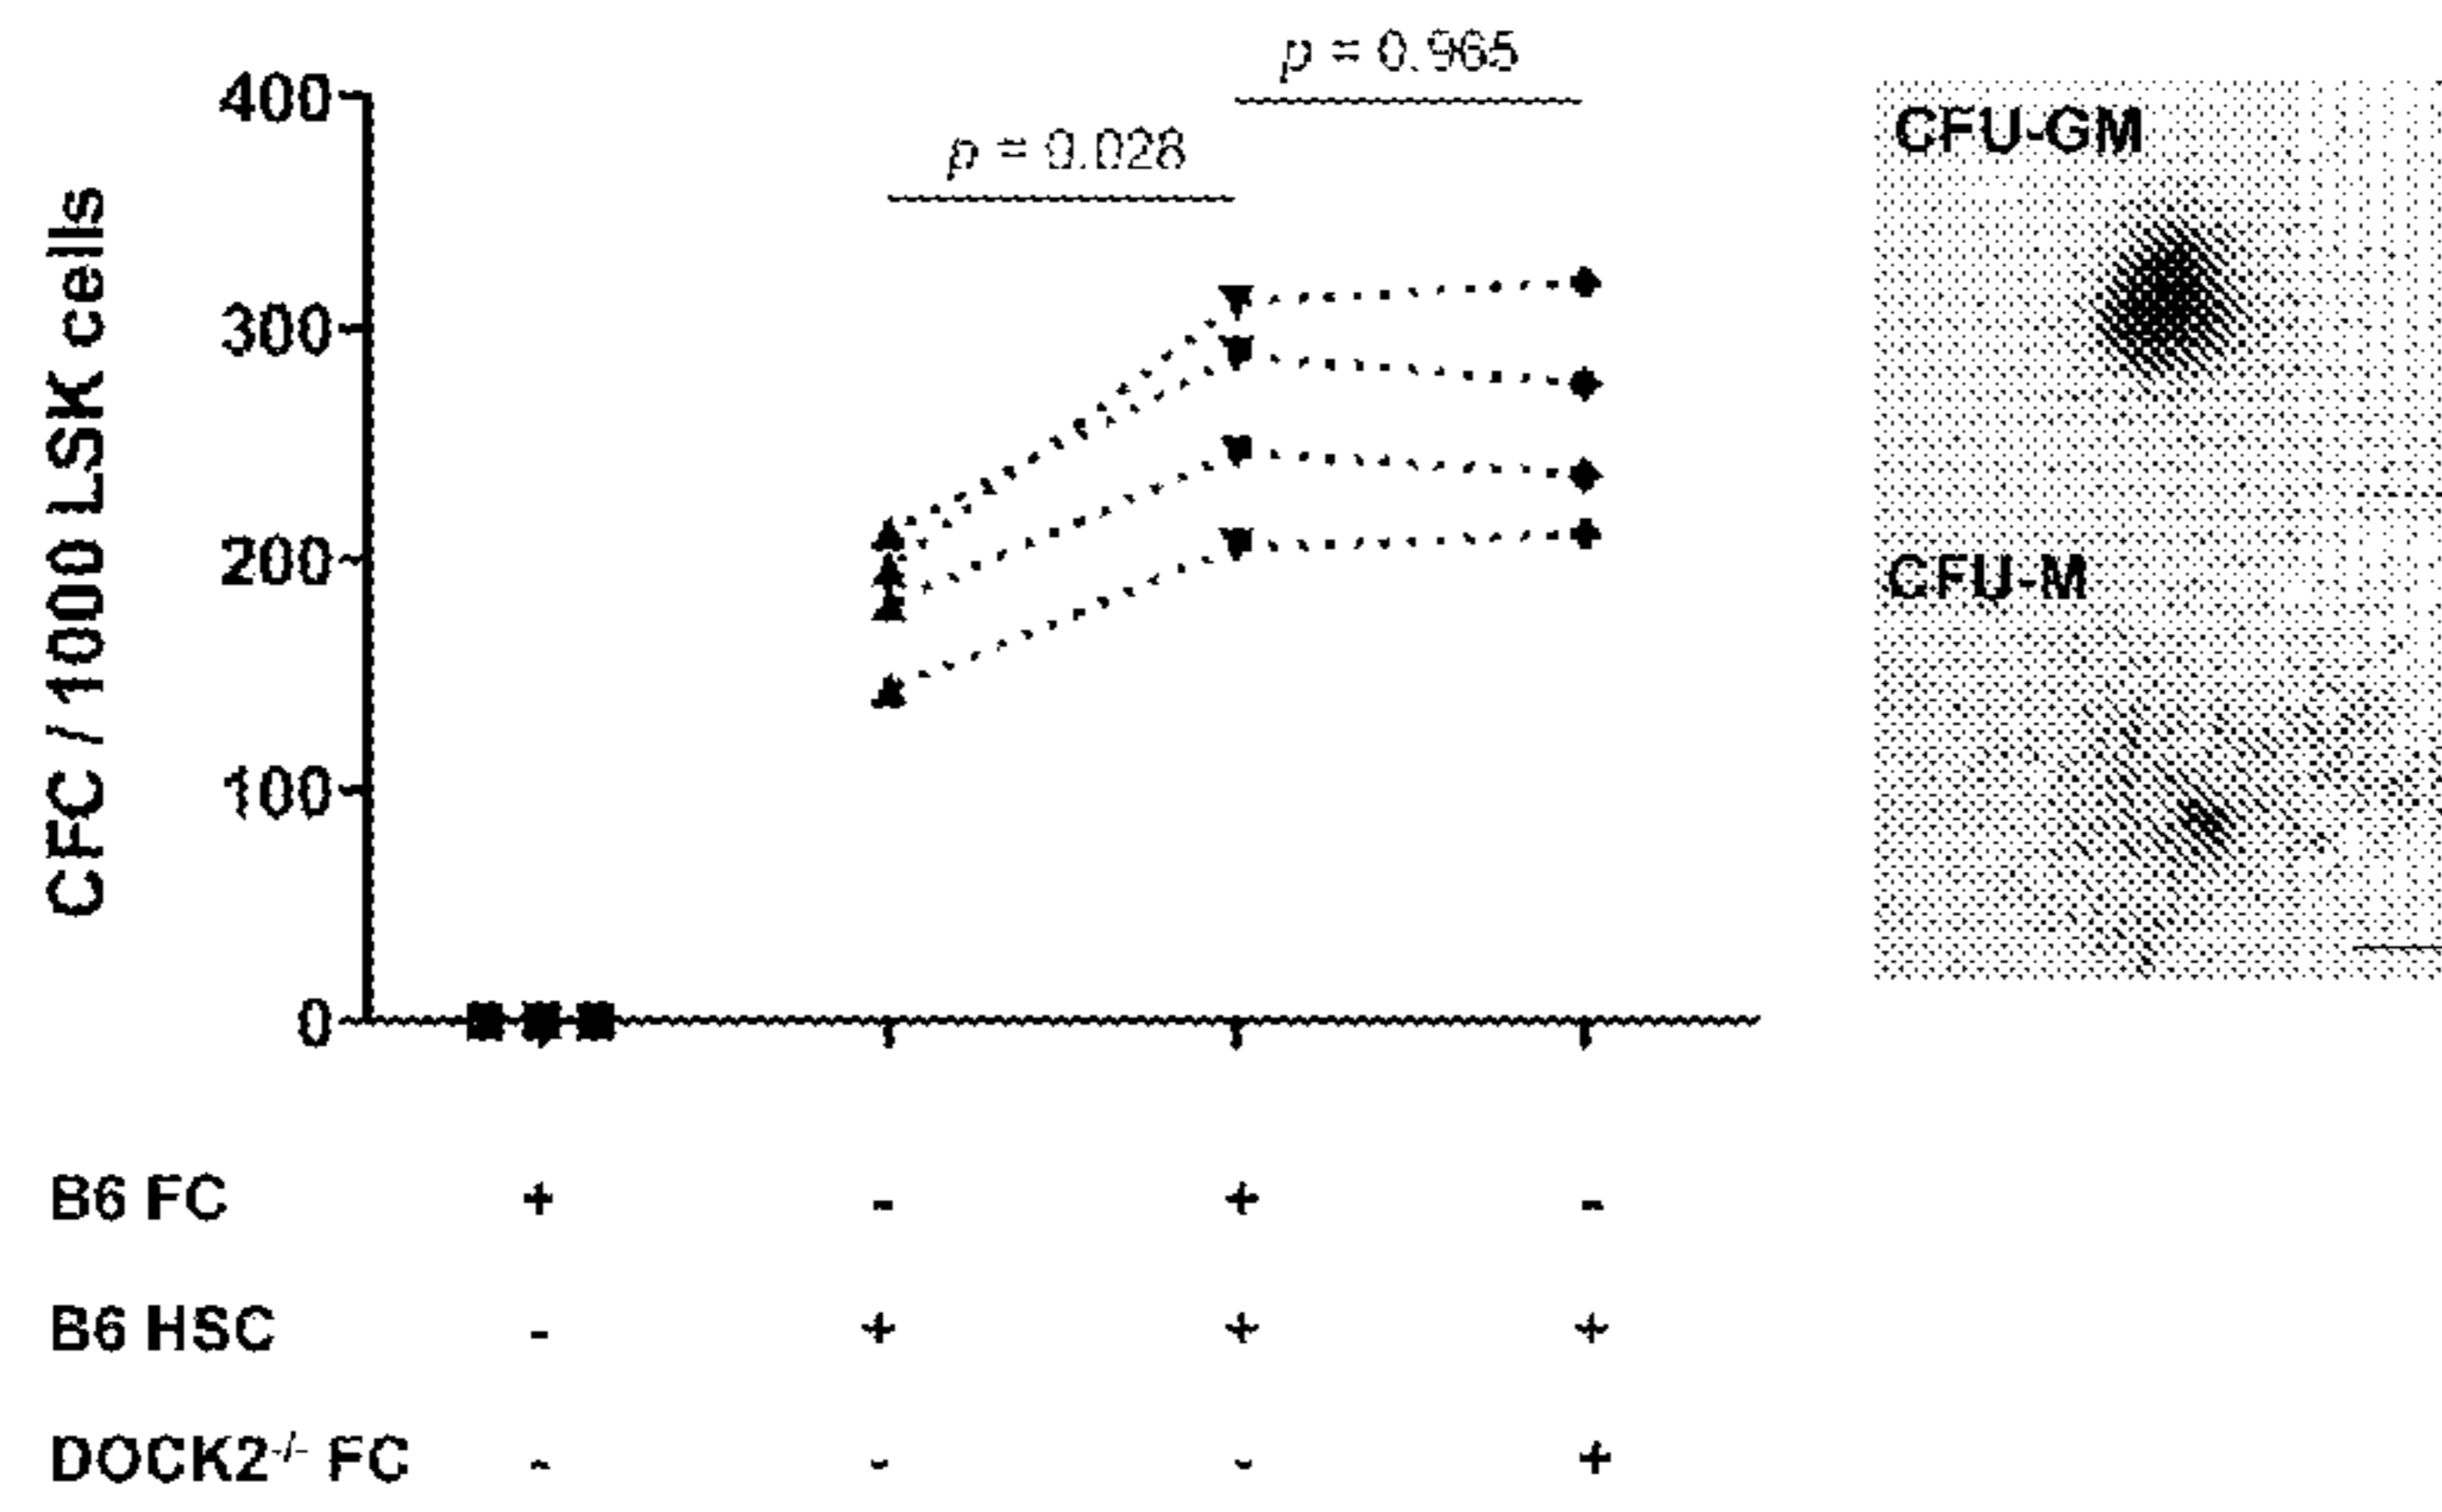 p = 0.965
p = 0.028
400
300
200
100
0
CFC / 1000 LSK cells
CFU-GM
CFU-M
B6 FC + - + -
B6 HSC - + + +
DOCK2-/- FC - - - +